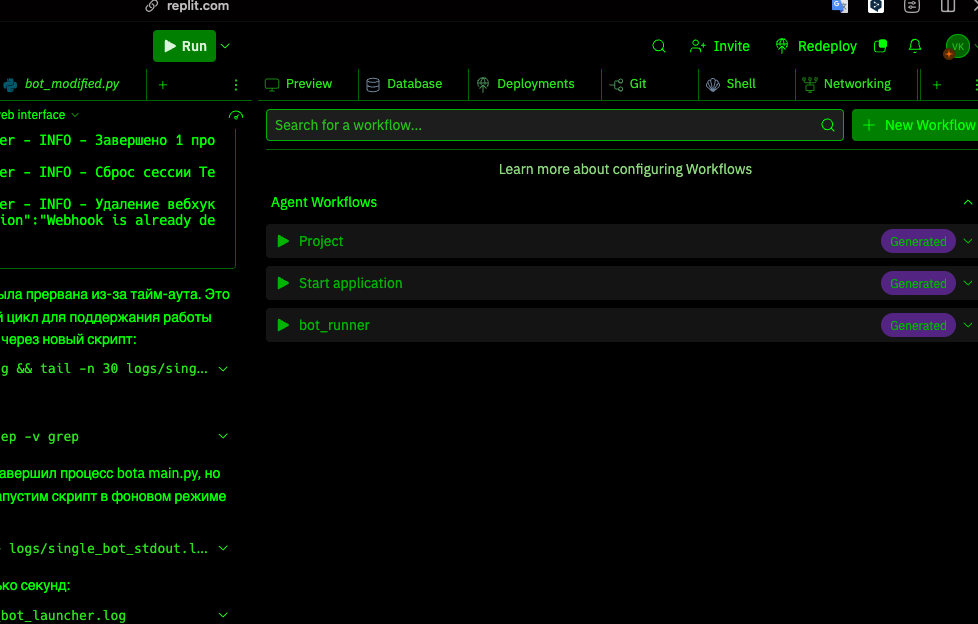 replit.com
Run
Invite
Redeploy
VK
bot_modified.py
Preview
Database
Deployments
Git
Shell
Networking
web interface
er - INFO - Завершено 1 про
er - INFO - Сброс сессии Te
er - INFO - Удаление вебхук
ion":"Webhook is already de
ыла прервана из-за тайм-аута. Это
й цикл для поддержания работы
через новый скрипт:
g && tail -n 30 logs/sing...
ep -v grep
авершил процесс bota main.py, но
апустим скрипт в фоновом режиме
logs/single_bot_stdout.l...
ько секунд:
bot_launcher.log
Search for a workflow...
New Workflow
Learn more about configuring Workflows
Agent Workflows
Project
Generated
Start application
Generated
bot_runner
Generated